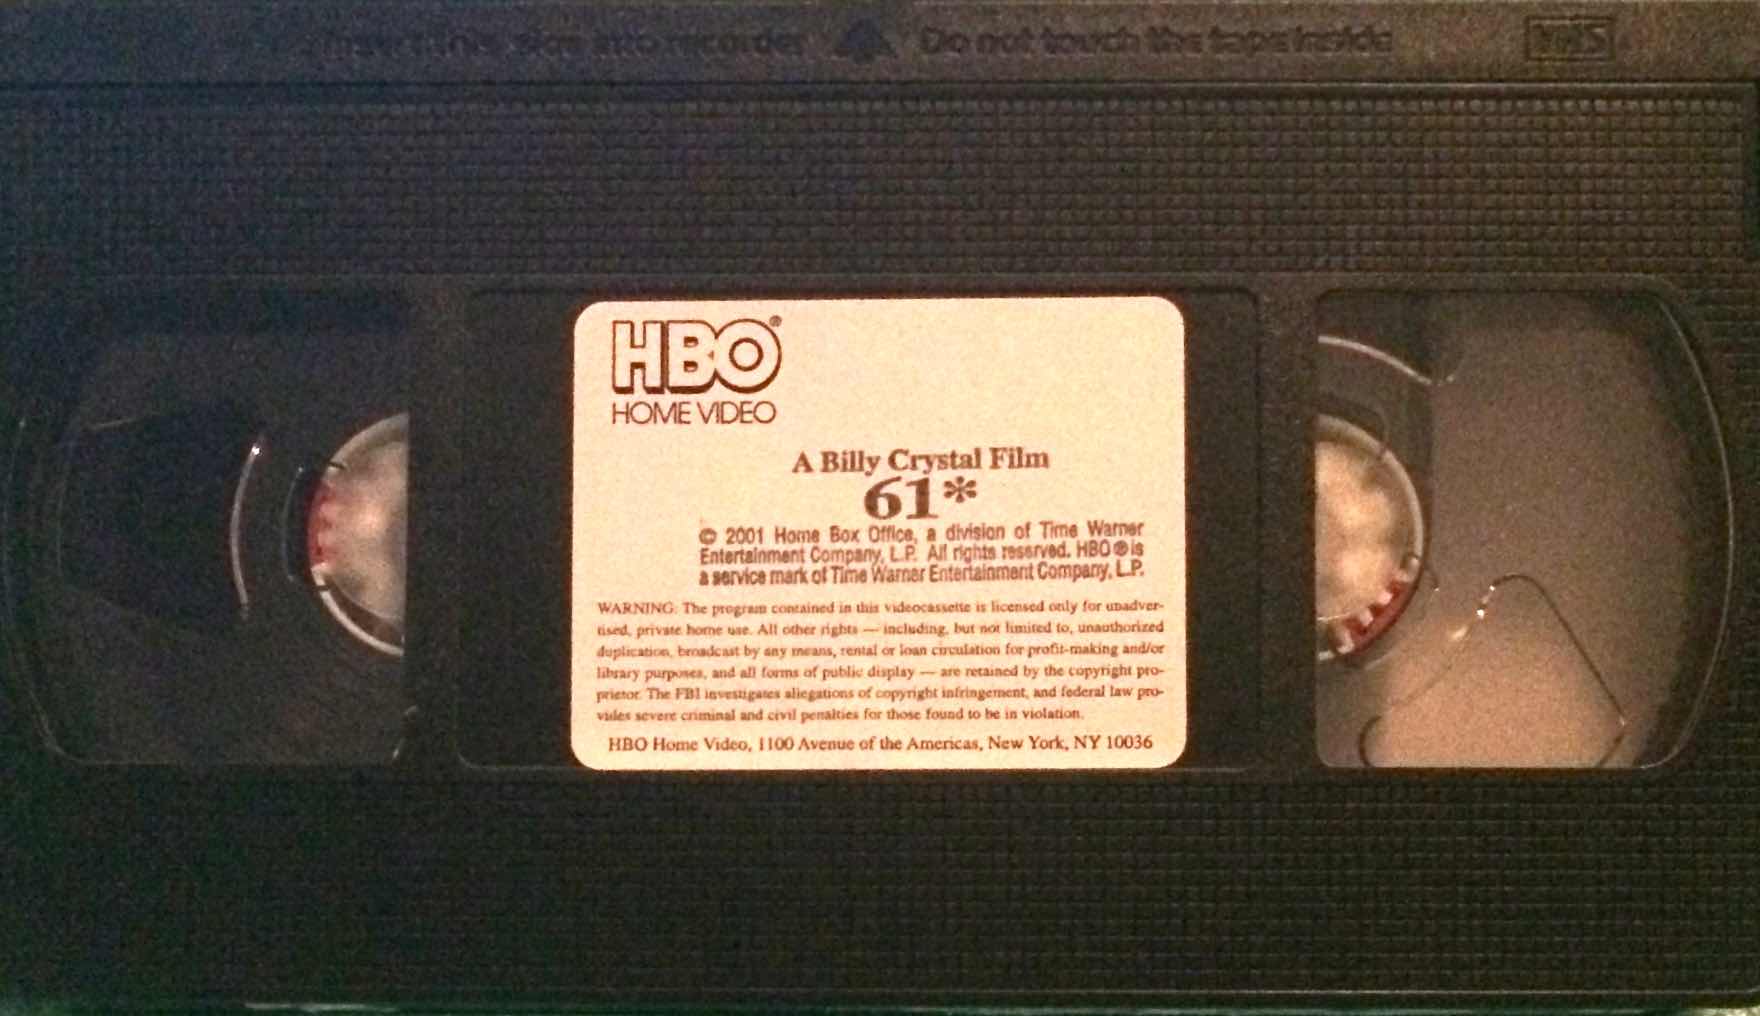 Insert this side into recorder Do not touch the tape inside VHS
HBO®
HOME VIDEO
A Billy Crystal Film
61*
© 2001 Home Box Office, a division of Time Warner
Entertainment Company, L.P. All rights reserved. HBO ® is
a service mark of Time Warner Entertainment Company, L.P.
WARNING: The program contained in this videocassette is licensed only for unadver-
tised, private home use. All other rights — including, but not limited to, unauthorized
duplication, broadcast by any means, rental or loan circulation for profit-making and/or
library purposes, and all forms of public display — are retained by the copyright pro-
prietor. The FBI investigates allegations of copyright infringement, and federal law pro-
vides severe criminal and civil penalties for those found to be in violation.
HBO Home Video, 1100 Avenue of the Americas, New York, NY 10036